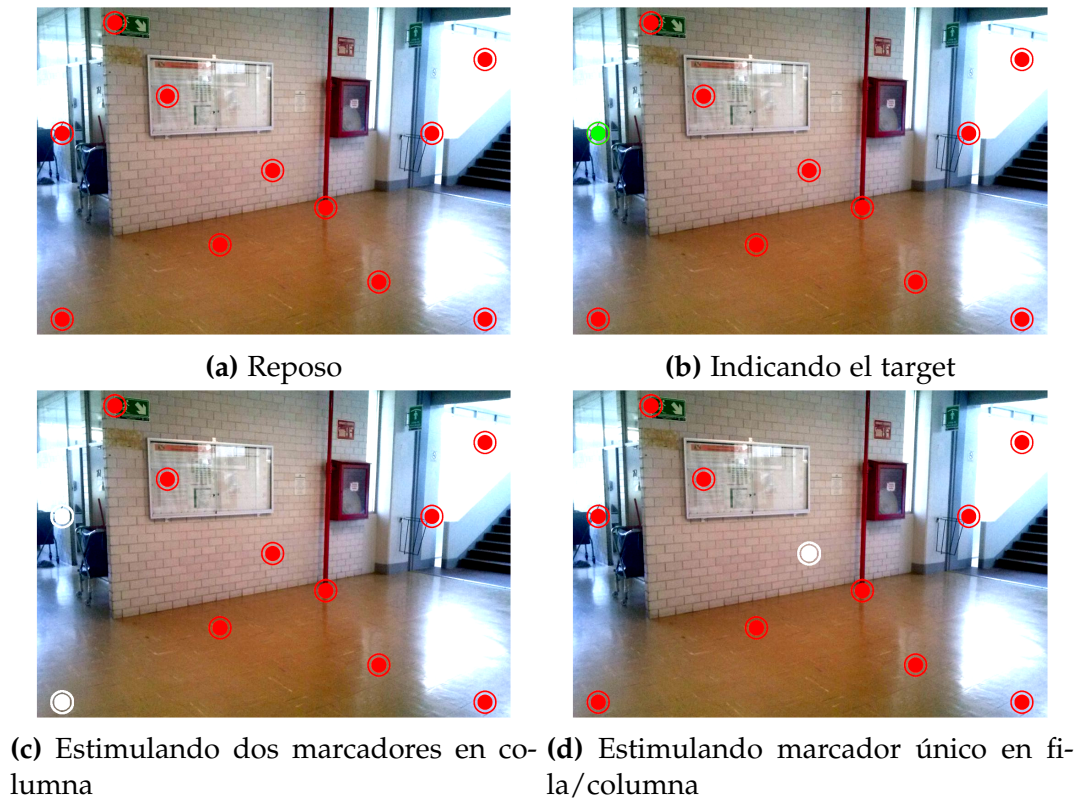 (a) Reposo
(b) Indicando el target
(c) Estimulando dos marcadores en co-
lumna
(d) Estimulando marcador único en fi-
la/columna